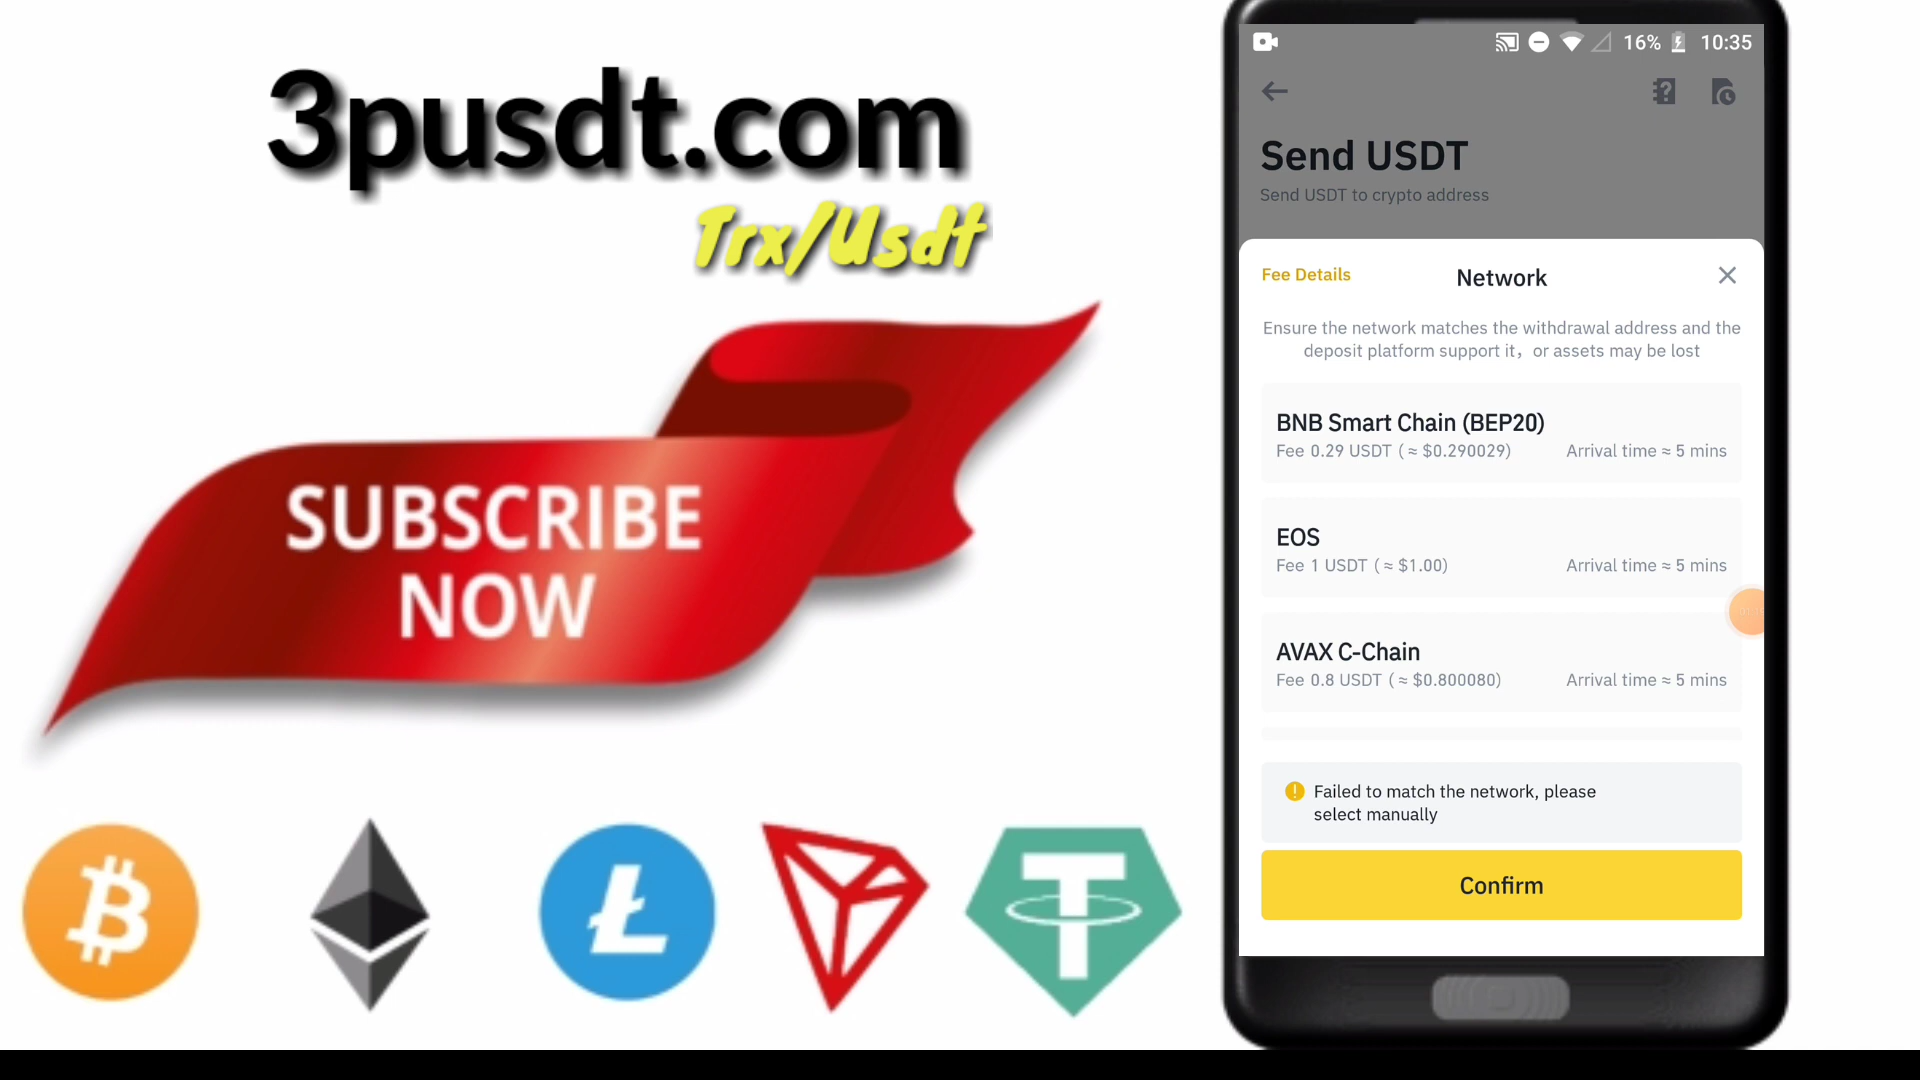 3pusdt.com
Trx/Usdt
SUBSCRIBE
NOW
16% 10:35
Send USDT
Send USDT to crypto address
Fee Details
Network
Ensure the network matches the withdrawal address and the
deposit platform support it, or assets may be lost
BNB Smart Chain (BEP20)
Fee 0.29 USDT ( ≈ $0.290029) Arrival time ≈ 5 mins
EOS
Fee 1 USDT ( ≈ $1.00) Arrival time ≈ 5 mins
AVAX C-Chain
Fee 0.8 USDT ( ≈ $0.800080) Arrival time ≈ 5 mins
Failed to match the network, please
select manually
Confirm